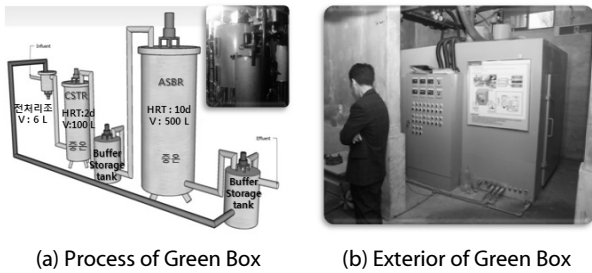 Influent
전처리조
V : 6 L
CSTR
HRT:2d
V:100 L
중온
Buffer
Storage
tank
ASBR
HRT : 10d
V : 500 L
중온
Effluent
Buffer
Storage
tank
(a) Process of Green Box
(b) Exterior of Green Box